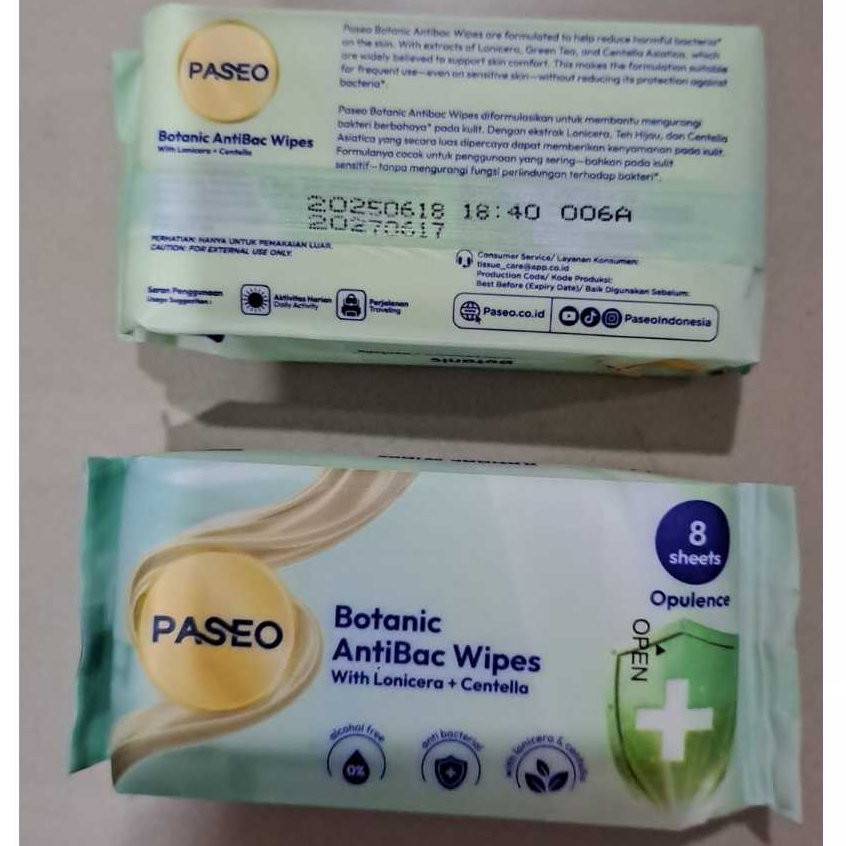 PASEO
Botanic AntiBac Wipes
With Lonicera + Centella
Paseo Botanic Antibac Wipes are formulated to help reduce harmful bacteria*
on the skin. With extracts of Lonicera, Green Tea, and Centella Asiatica, which
are widely believed to support skin comfort. This makes the formulation suitable
for frequent use—even on sensitive skin—without reducing its protection against
bacteria*.
Paseo Botanic Antibac Wipes diformulasikan untuk membantu mengurangi
bakteri berbahaya* pada kulit. Dengan ekstrak Lonicera, Teh Hijau, dan Centella
Asiatica yang secara luas dipercaya dapat memberikan kenyamanan pada kulit.
Formulanya cocok untuk penggunaan yang sering—bahkan pada kulit
sensitif—tanpa mengurangi fungsi perlindungan terhadap bakteri*.
20250618 18:40 006A
20270617
PERHATIAN: HANYA UNTUK PEMAKAIAN LUAR.
CAUTION: FOR EXTERNAL USE ONLY.
Saran Penggunaan
Usage Suggestion :
Aktivitas Harian
Daily Activity
Perjalanan
Traveling
Consumer Service/ Layanan Konsumen:
tissue_care@app.co.id
Production Code/ Kode Produksi:
Best Before (Expiry Date)/ Baik Digunakan Sebelum:
Paseo.co.id
PaseoIndonesia
Botanic
8
sheets
Opulence
OPEN
PASEO
Botanic
AntiBac Wipes
With Lonicera + Centella
alcohol free
0%
anti bacterial
with lonicera & centella